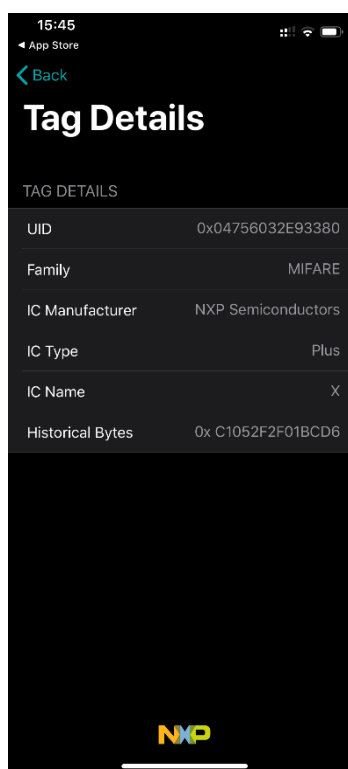 15:45
◀ App Store
Back
Tag Details
TAG DETAILS
UID 0x04756032E93380
Family MIFARE
IC Manufacturer NXP Semiconductors
IC Type Plus
IC Name X
Historical Bytes 0x C1052F2F01BCD6
NXP